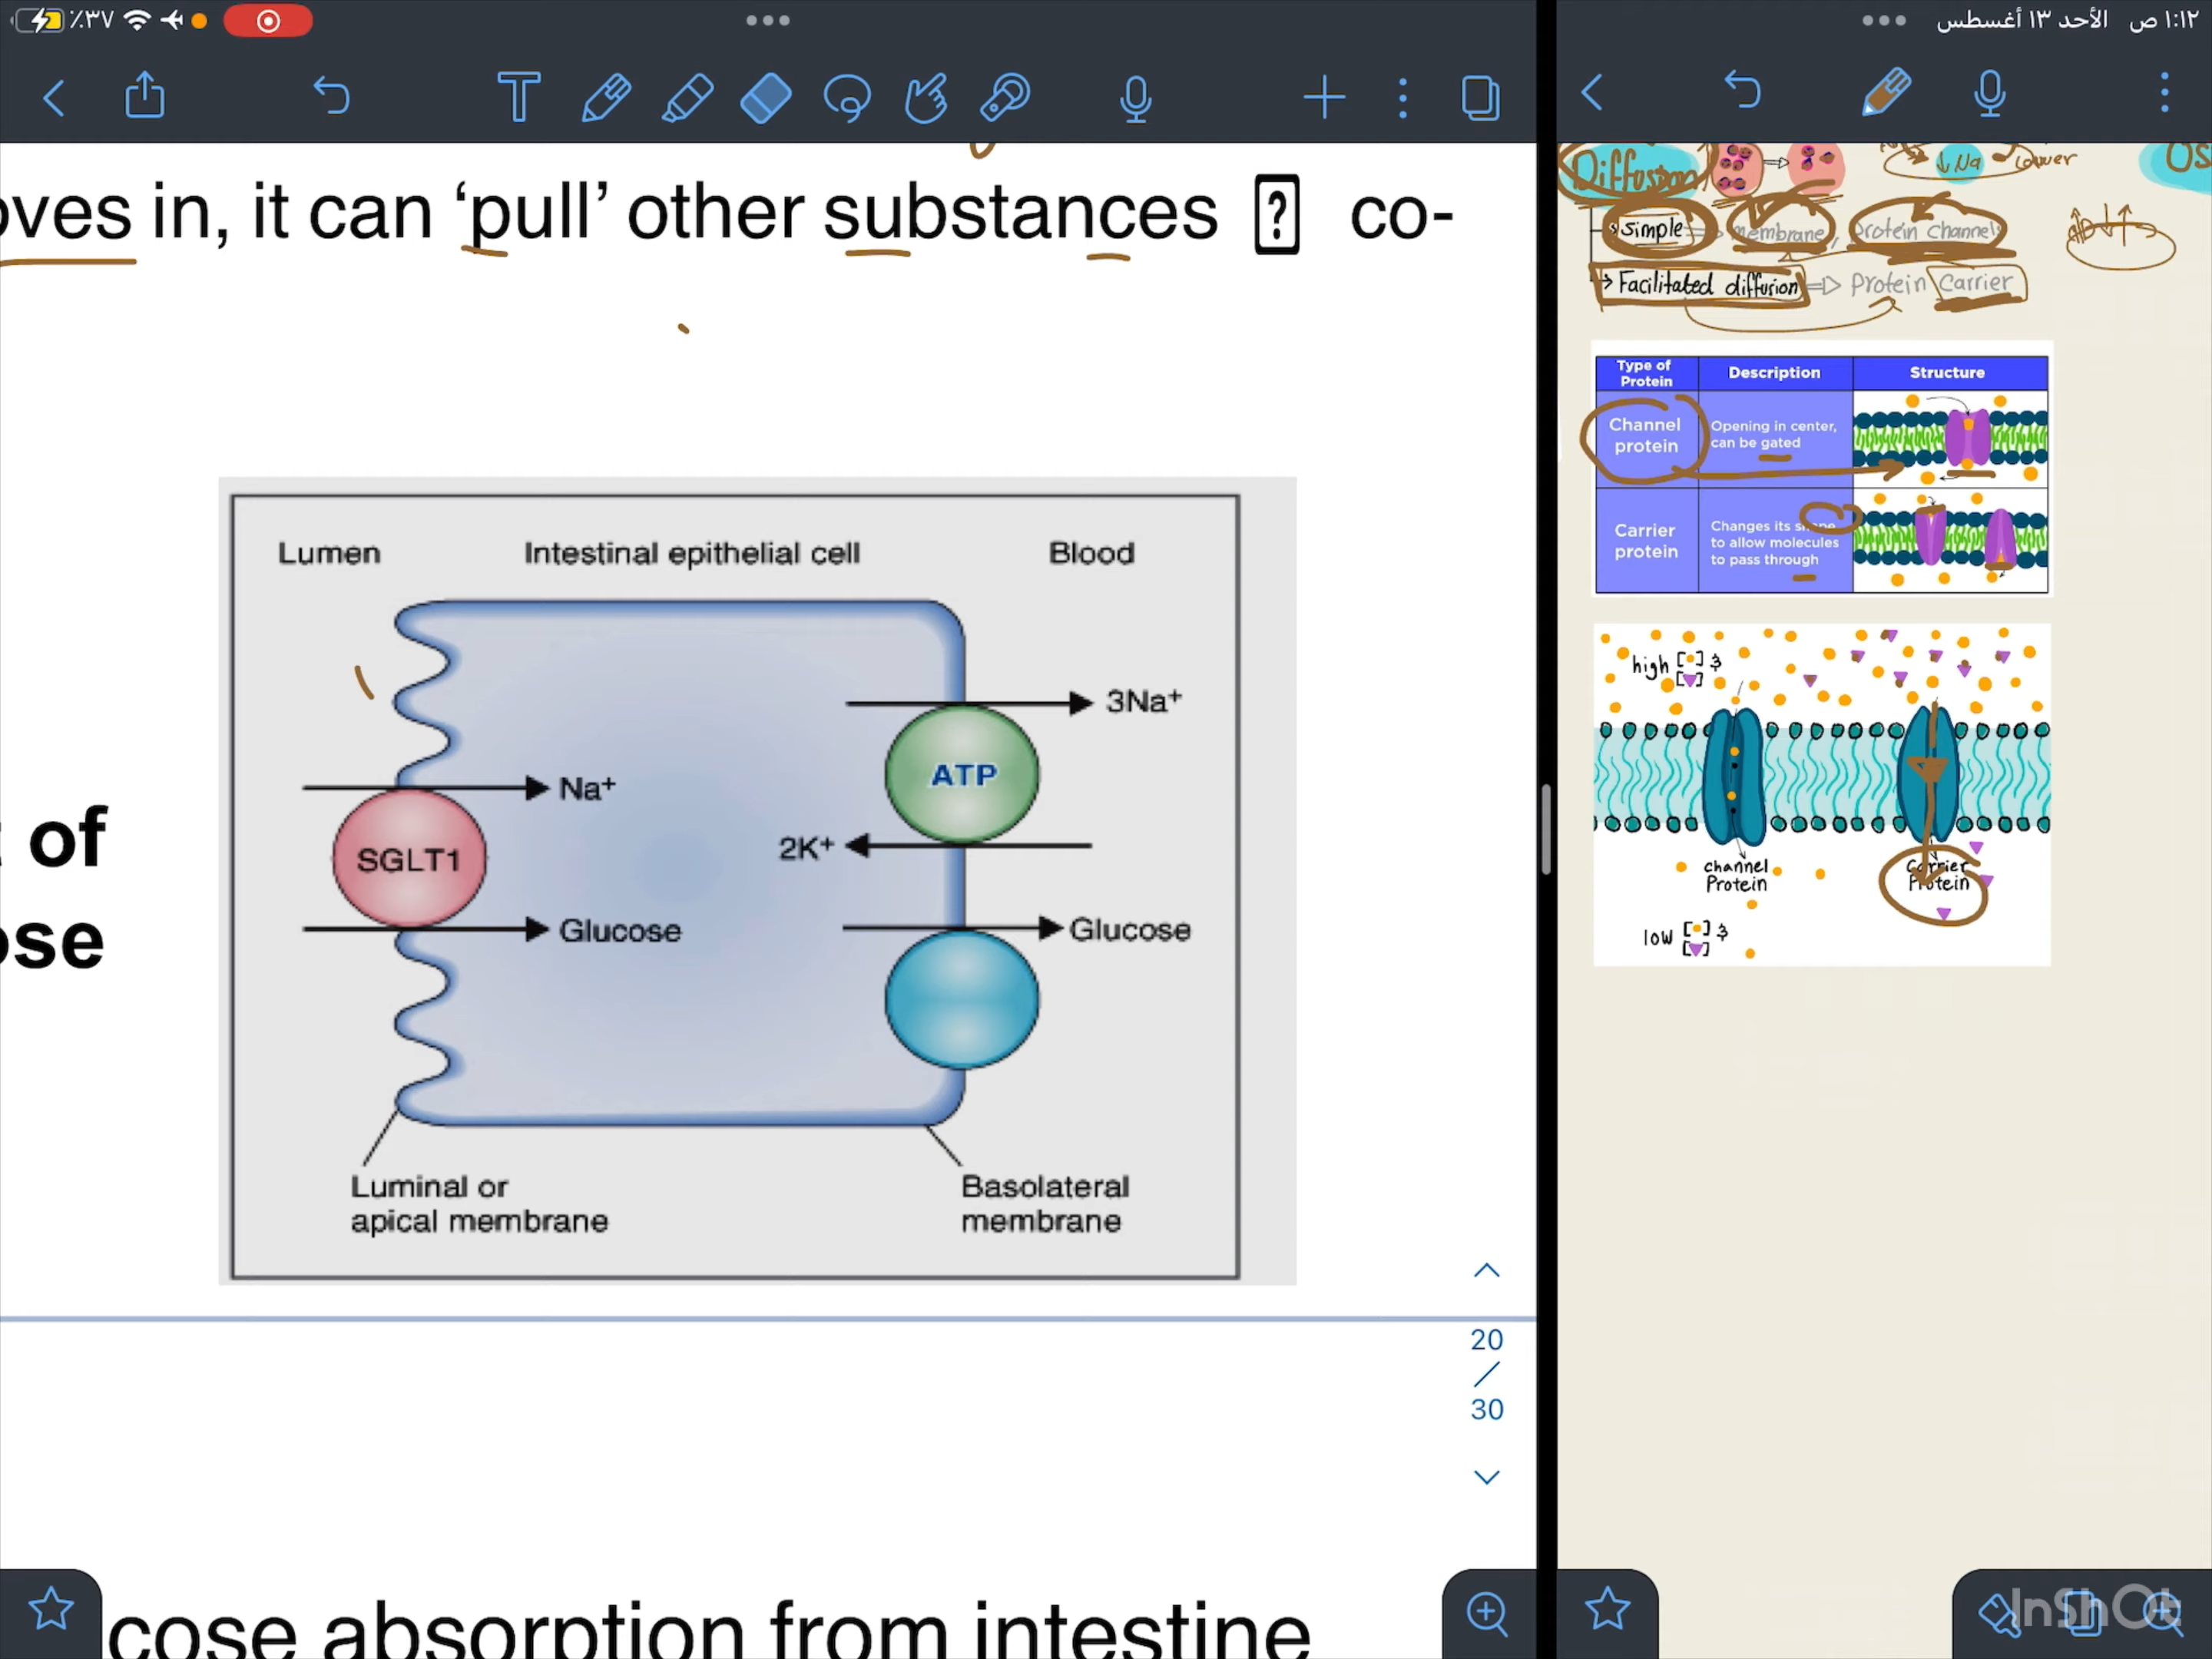 ٪٣٧
١:١٢ ص الأحد ١٣ أغسطس
oves in, it can ‘pull’ other substances ? co-
Lumen
Intestinal epithelial cell
Blood
3Na⁺
ATP
Na⁺
2K⁺
SGLT1
Glucose
Glucose
Luminal or
apical membrane
Basolateral
membrane
of
ose
20
/
30
cose absorption from intestine
Diffusion
↓ Na
Lower
Os
simple
membrane, Protein Channels
→ Facilitated diffusion ⇒ Protein Carrier
Type of
Protein
Description
Structure
Channel
protein
Opening in center,
can be gated
Carrier
protein
Changes its shape
to allow molecules
to pass through
high [ ] &
[ ]
channel
Protein
Carrier
Protein
low [ ] &
[ ]
InShOt